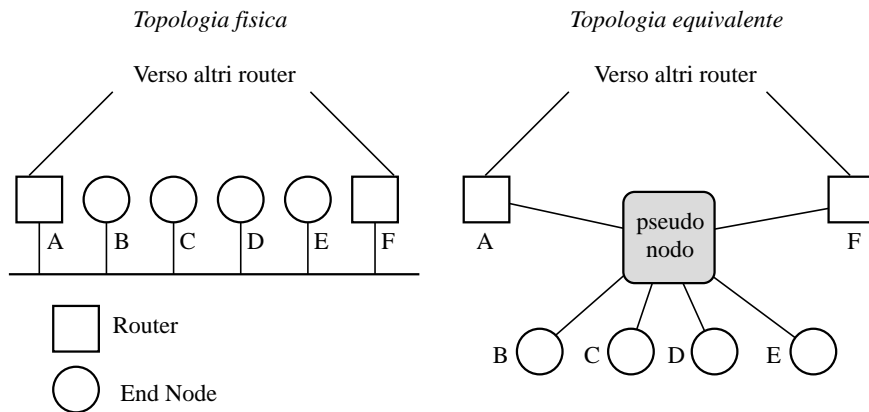 Topologia fisica
Topologia equivalente
Verso altri router
Verso altri router
A
B
C
D
E
F
A
F
pseudo
nodo
B
C
D
E
Router
End Node